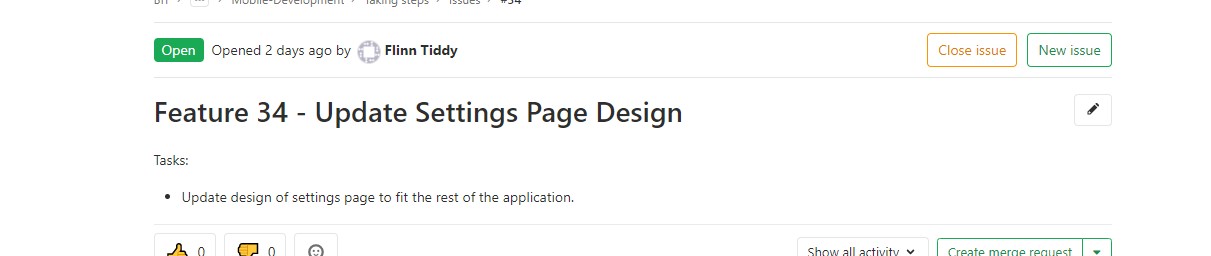 BIT > ... > Mobile-Development > Taking steps > Issues > #34
Open Opened 2 days ago by Flinn Tiddy Close issue New issue
Feature 34 - Update Settings Page Design
Tasks:
• Update design of settings page to fit the rest of the application.
0 0 Show all activity Create merge request